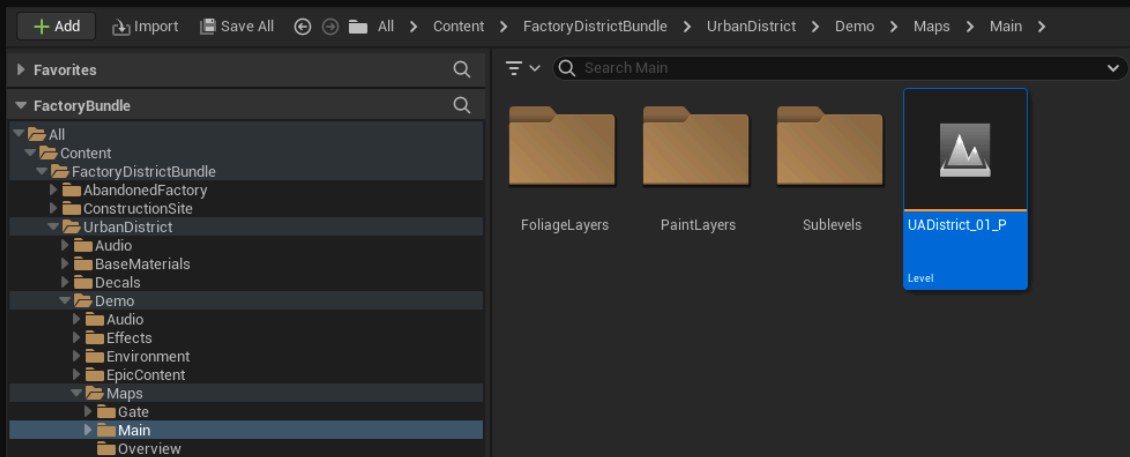 + Add Import Save All All > Content > FactoryDistrictBundle > UrbanDistrict > Demo > Maps > Main >
Favorites
FactoryBundle
All
Content
FactoryDistrictBundle
AbandonedFactory
ConstructionSite
UrbanDistrict
Audio
BaseMaterials
Decals
Demo
Audio
Effects
Environment
EpicContent
Maps
Gate
Main
Overview
Search Main
FoliageLayers PaintLayers Sublevels UADistrict_01_P
Level